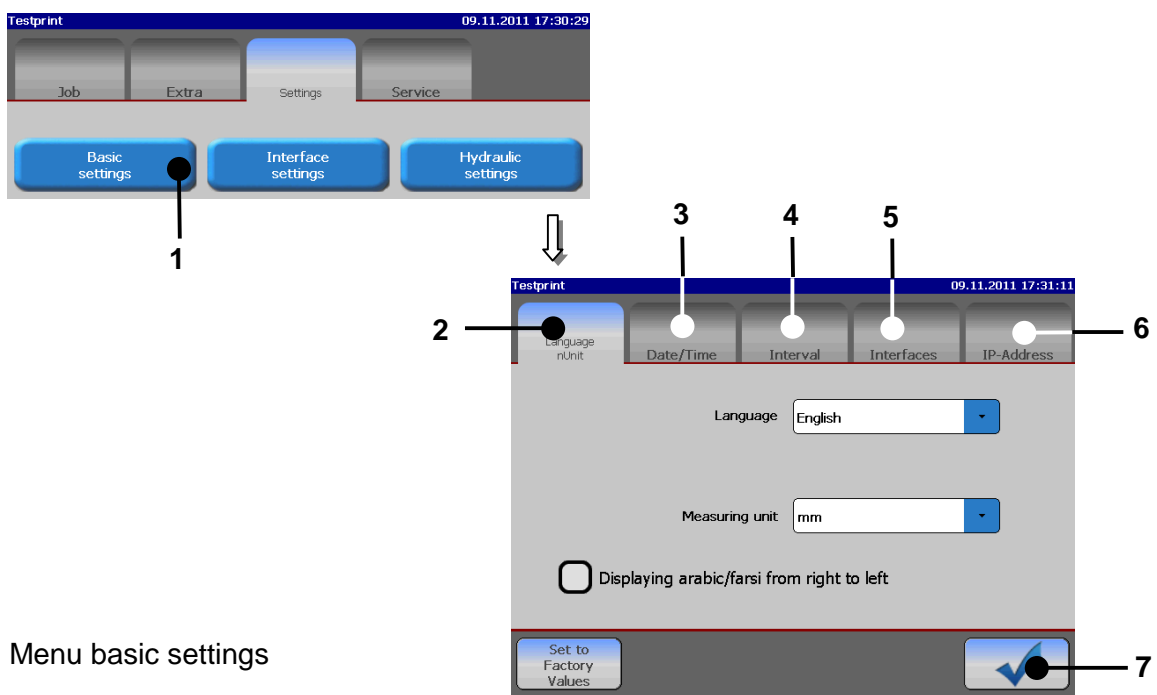 Testprint 09.11.2011 17:30:29
Job Extra Settings Service
Basic settings
Interface settings
Hydraulic settings
1
3 4 5
Testprint 09.11.2011 17:31:11
2
6
Language
nUnit
Date/Time Interval Interfaces IP-Address
Language English
Measuring unit mm
Displaying arabic/farsi from right to left
Menu basic settings
Set to
Factory
Values
7